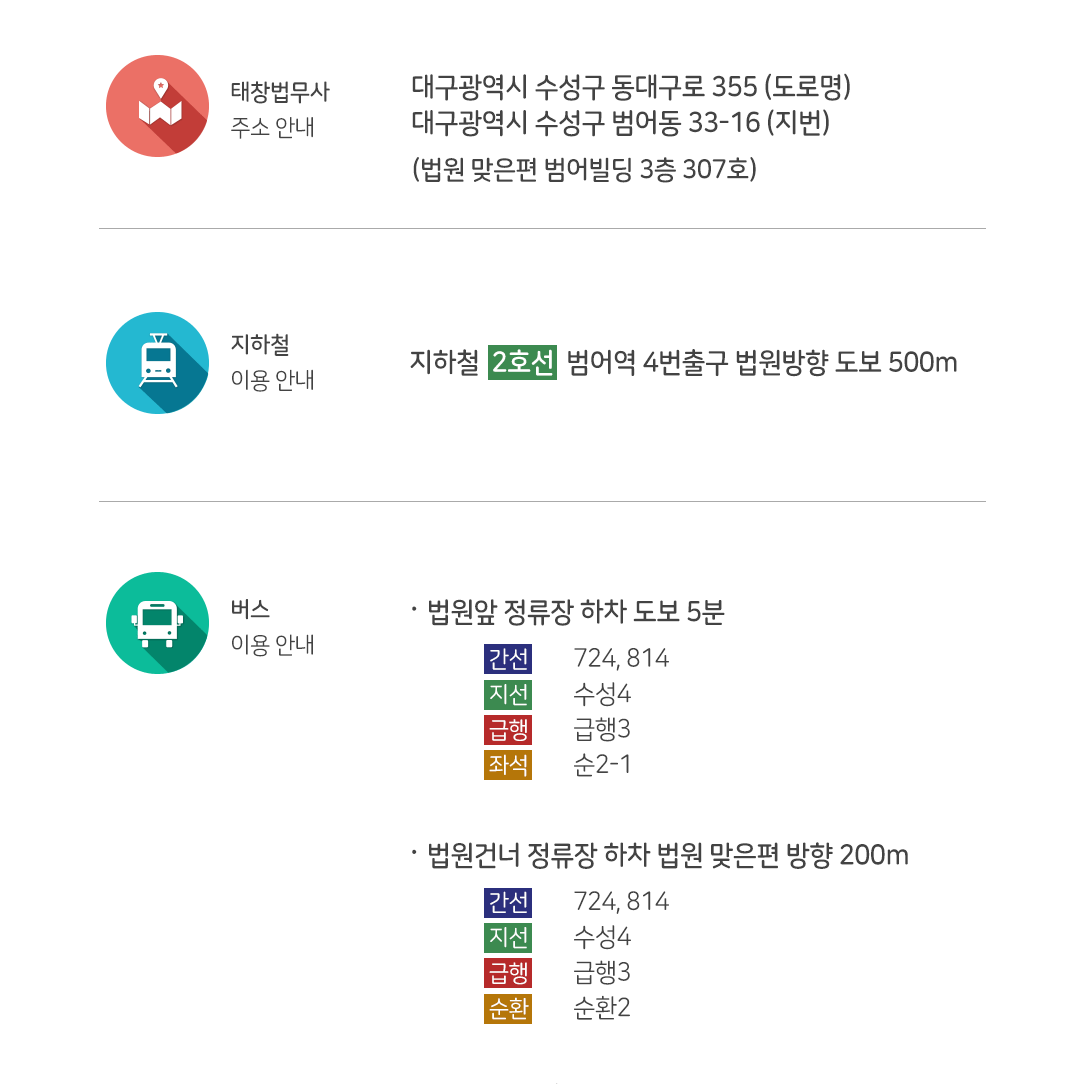 태창법무사
주소 안내
대구광역시 수성구 동대구로 355 (도로명)
대구광역시 수성구 범어동 33-16 (지번)
(법원 맞은편 범어빌딩 3층 307호)
지하철
이용 안내
지하철 2호선 범어역 4번출구 법원방향 도보 500m
버스
이용 안내
· 법원앞 정류장 하차 도보 5분
간선 724, 814
지선 수성4
급행 급행3
좌석 순2-1
· 법원건너 정류장 하차 법원 맞은편 방향 200m
간선 724, 814
지선 수성4
급행 급행3
순환 순환2